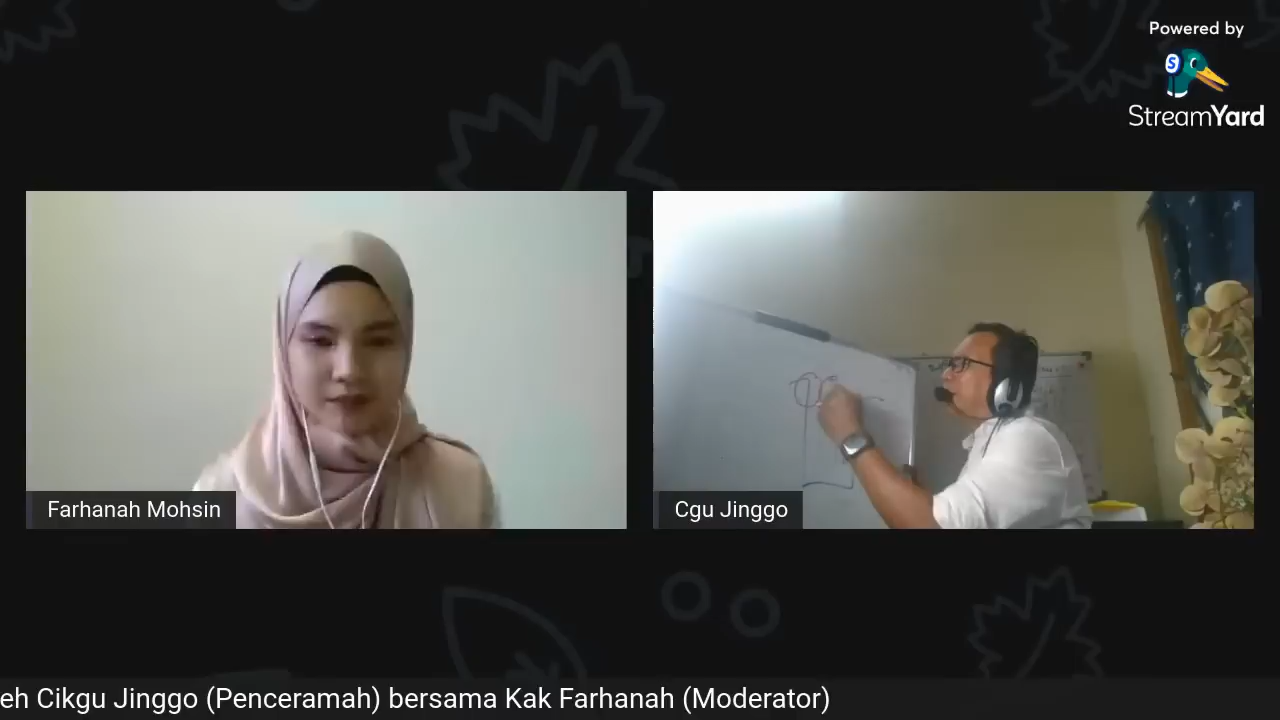 Powered by
S
StreamYard
Farhanah Mohsin
Cgu Jinggo
eh Cikgu Jinggo (Penceramah) bersama Kak Farhanah (Moderator)